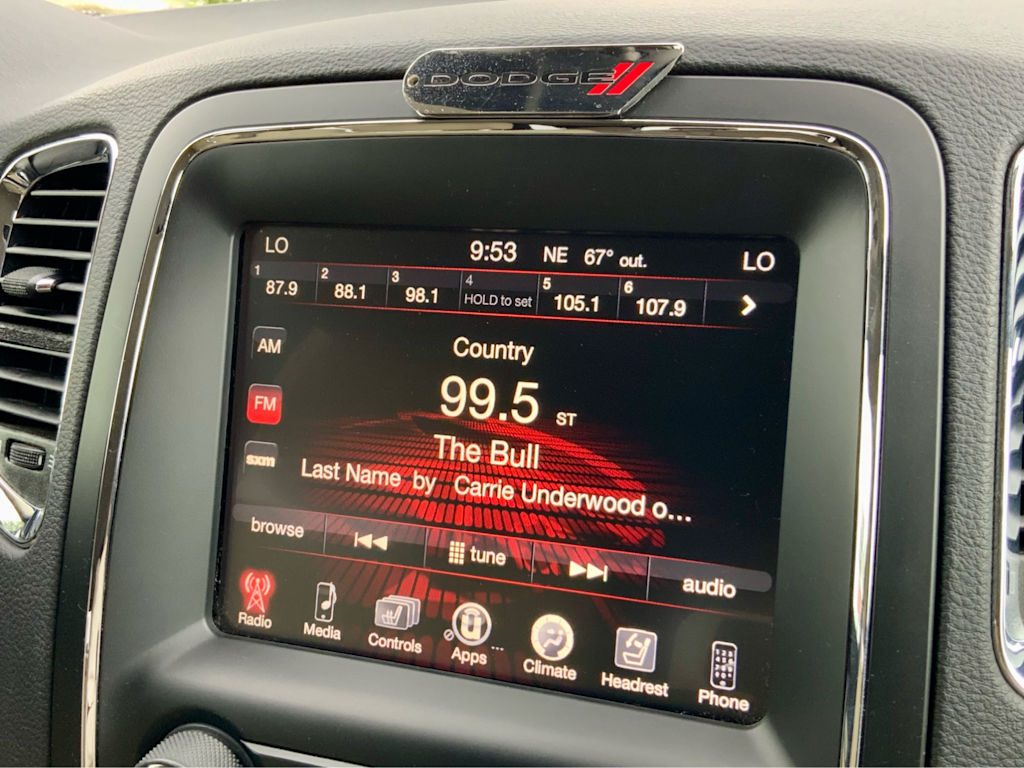 DODGE
LO 9:53 NE 67° out. LO
1 2 3 4 5 6
87.9 88.1 98.1 HOLD to set 105.1 107.9
AM
Country
FM
99.5 ST
The Bull
sxm
Last Name by Carrie Underwood o...
browse tune audio
Radio Media Controls Apps Climate Headrest Phone